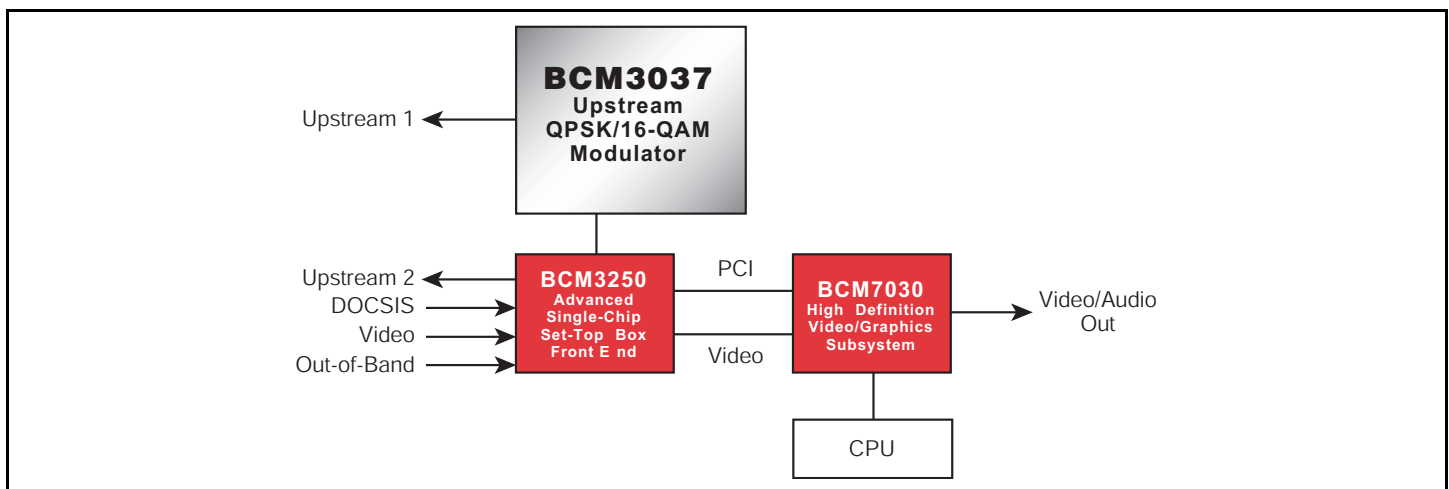 BCM3037
Upstream
QPSK/16-QAM
Modulator
Upstream 1
Upstream 2
DOCSIS
Video
Out-of-Band
BCM3250
Advanced
Single-Chip
Set-Top Box
Front E nd
PCI
Video
BCM7030
High Definition
Video/Graphics
Subsystem
Video/Audio
Out
CPU